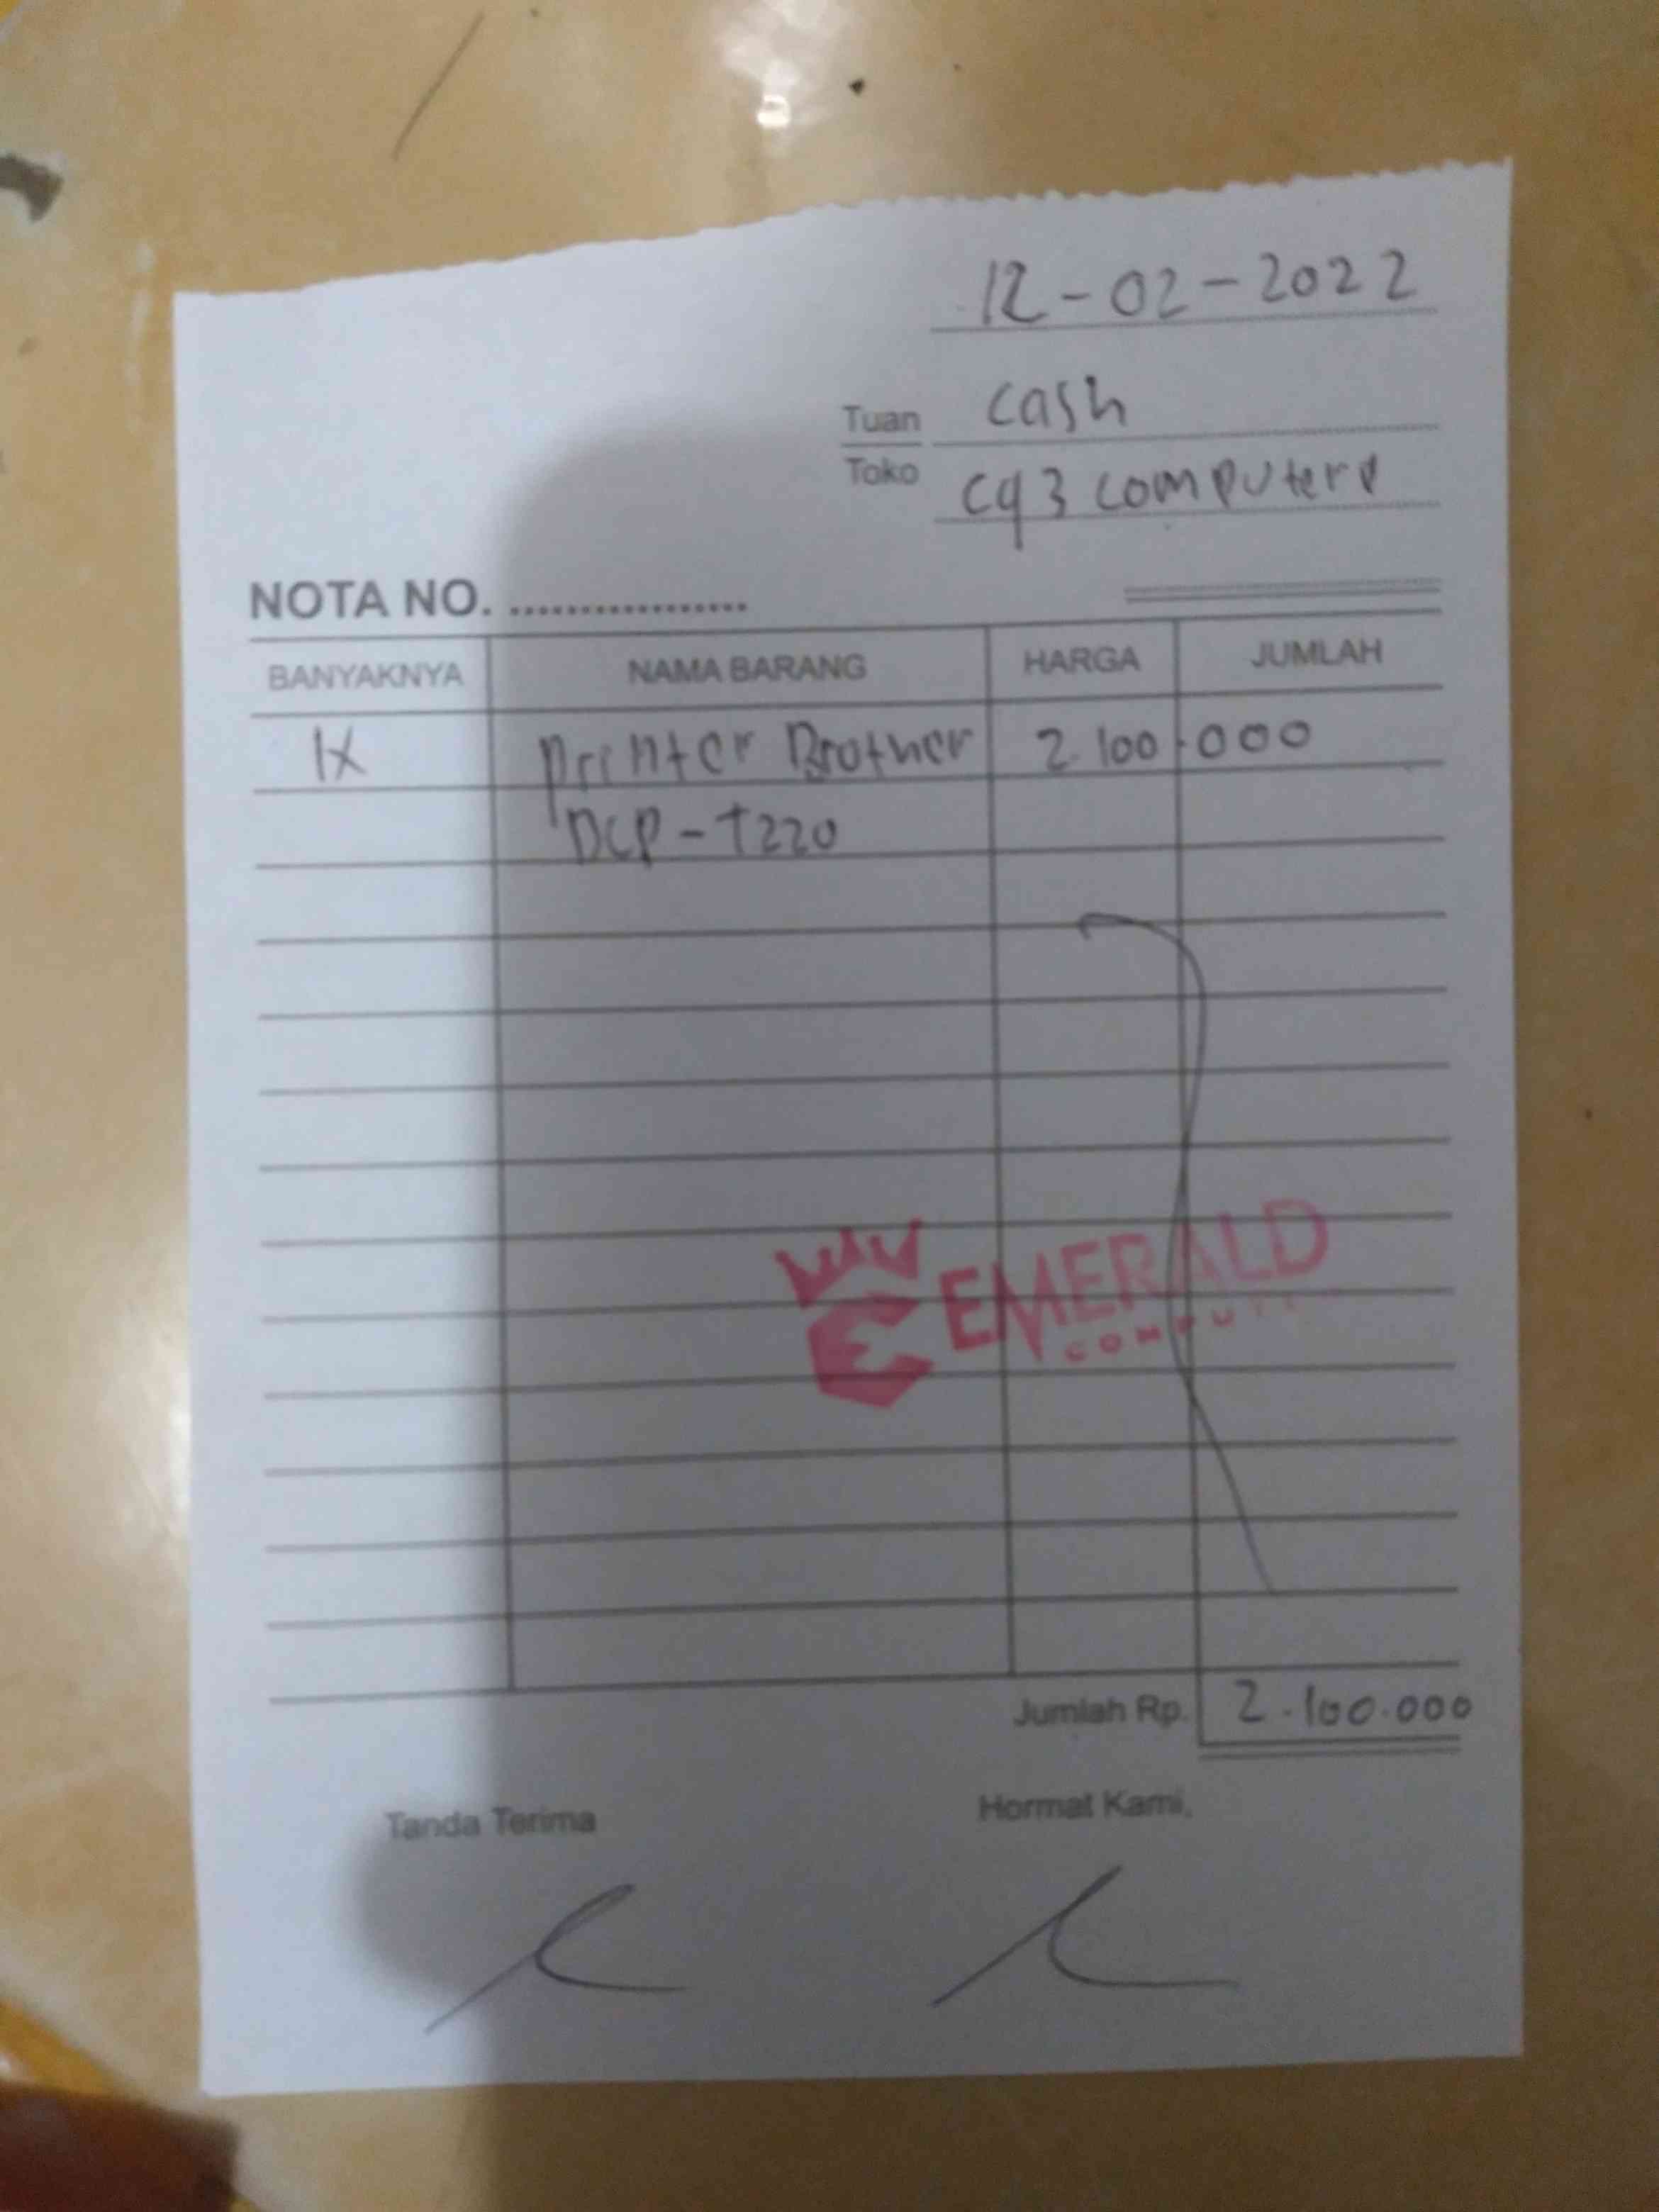 12-02-2022
Tuan cash
Toko cq3 computer
NOTA NO. ..................
BANYAKNYA NAMA BARANG HARGA JUMLAH
1X Printer Brother 2.100.000
DCP-T220
EMERALD
COMPUTE
Jumlah Rp. 2.100.000
Tanda Terima Hormat Kami,